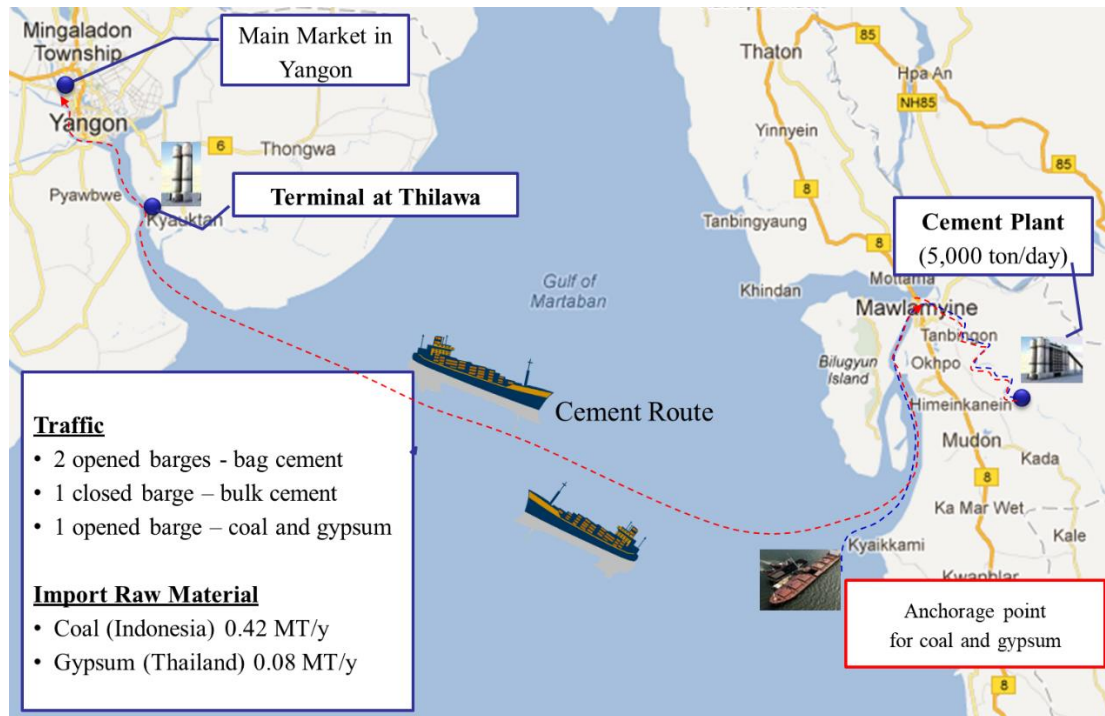 Mingaladon
Township
Main Market in
Yangon
Yangon
6
Thongwa
Pyawbwe
Kyauktan
Terminal at Thilawa
Gulf of
Martaban
Cement Route
Thaton
85
Hpa An
NH85
Yinnyein
8
85
Tanbingyaung
8
Cement Plant
(5,000 ton/day)
Khindan
Mottama
Mawlamyine
Tanbingon
Bilugyun
Island
Okhpo
Himeinkanein
Mudon
Kada
8
Ka Mar Wet
Kale
Kyaikkami
Anchorage point
for coal and gypsum
8
Traffic
• 2 opened barges - bag cement
• 1 closed barge – bulk cement
• 1 opened barge – coal and gypsum
Import Raw Material
• Coal (Indonesia) 0.42 MT/y
• Gypsum (Thailand) 0.08 MT/y